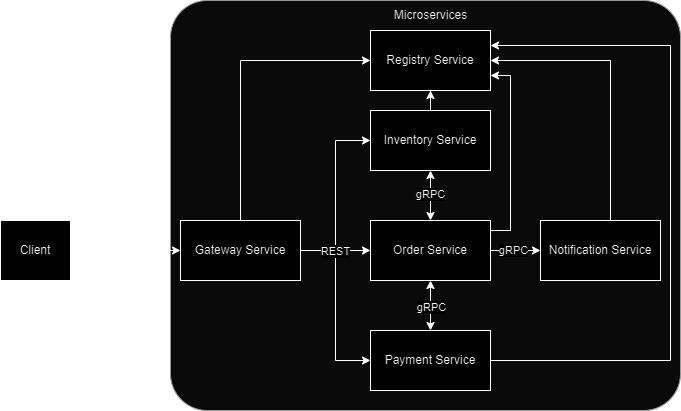 Microservices
Registry Service
Inventory Service
gRPC
Client
Gateway Service
REST
Order Service
gRPC
Notification Service
gRPC
Payment Service